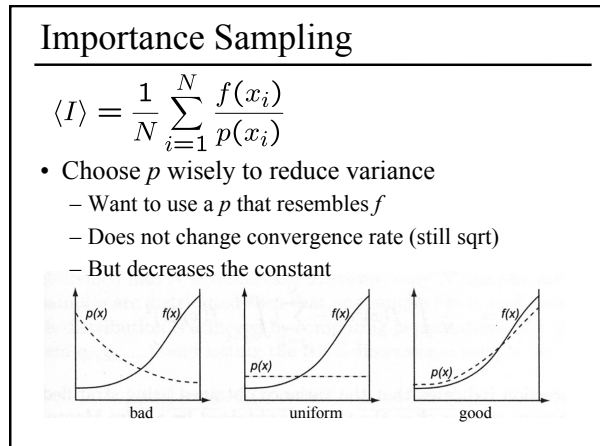 Importance Sampling
⟨I⟩ = 1/N ∑_{i=1}^{N} f(x_i)/p(x_i)
• Choose p wisely to reduce variance
– Want to use a p that resembles f
– Does not change convergence rate (still sqrt)
– But decreases the constant
p(x) f(x) f(x) f(x)
p(x) p(x)
bad uniform good